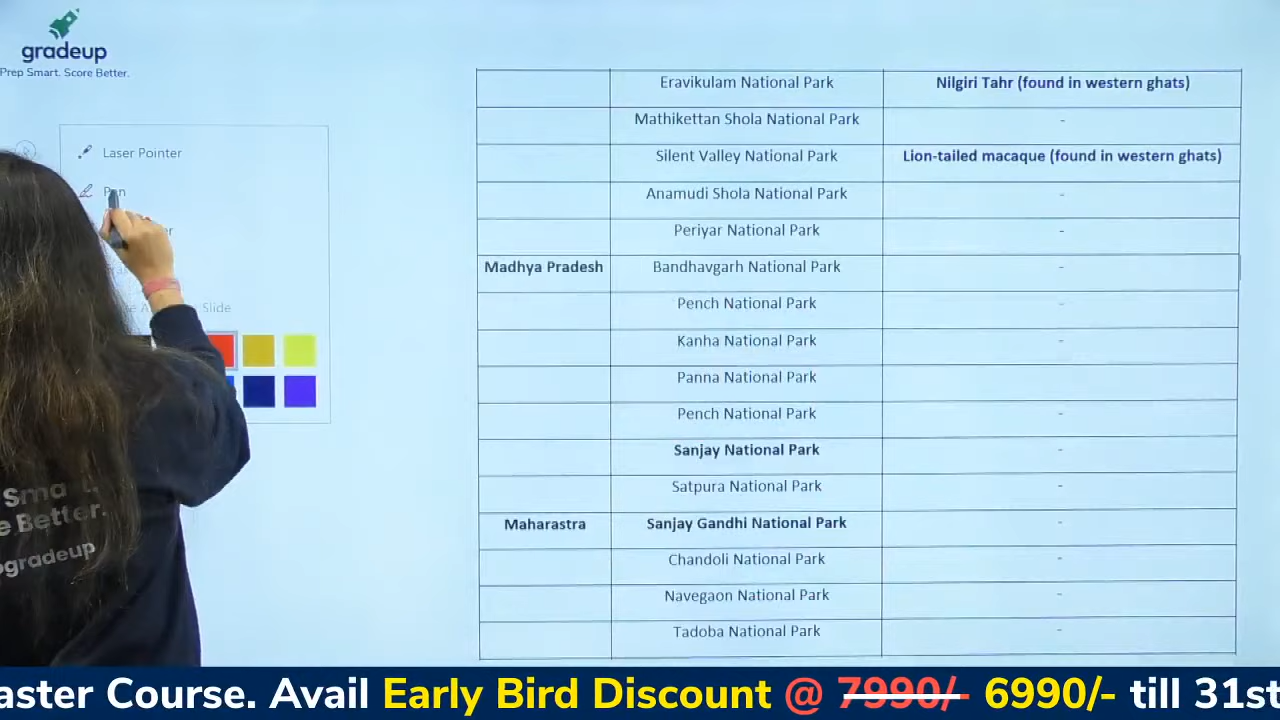 gradeup
Prep Smart. Score Better.
Laser Pointer
Pen
Slide
Eravikulam National Park Nilgiri Tahr (found in western ghats)
Mathikettan Shola National Park -
Silent Valley National Park Lion-tailed macaque (found in western ghats)
Anamudi Shola National Park -
Periyar National Park -
Madhya Pradesh Bandhavgarh National Park -
Pench National Park -
Kanha National Park -
Panna National Park
Pench National Park -
Sanjay National Park -
Satpura National Park -
Maharastra Sanjay Gandhi National Park -
Chandoli National Park -
Navegaon National Park -
Tadoba National Park -
Better.
gradeup
aster Course. Avail Early Bird Discount @ 7990/- 6990/- till 31st